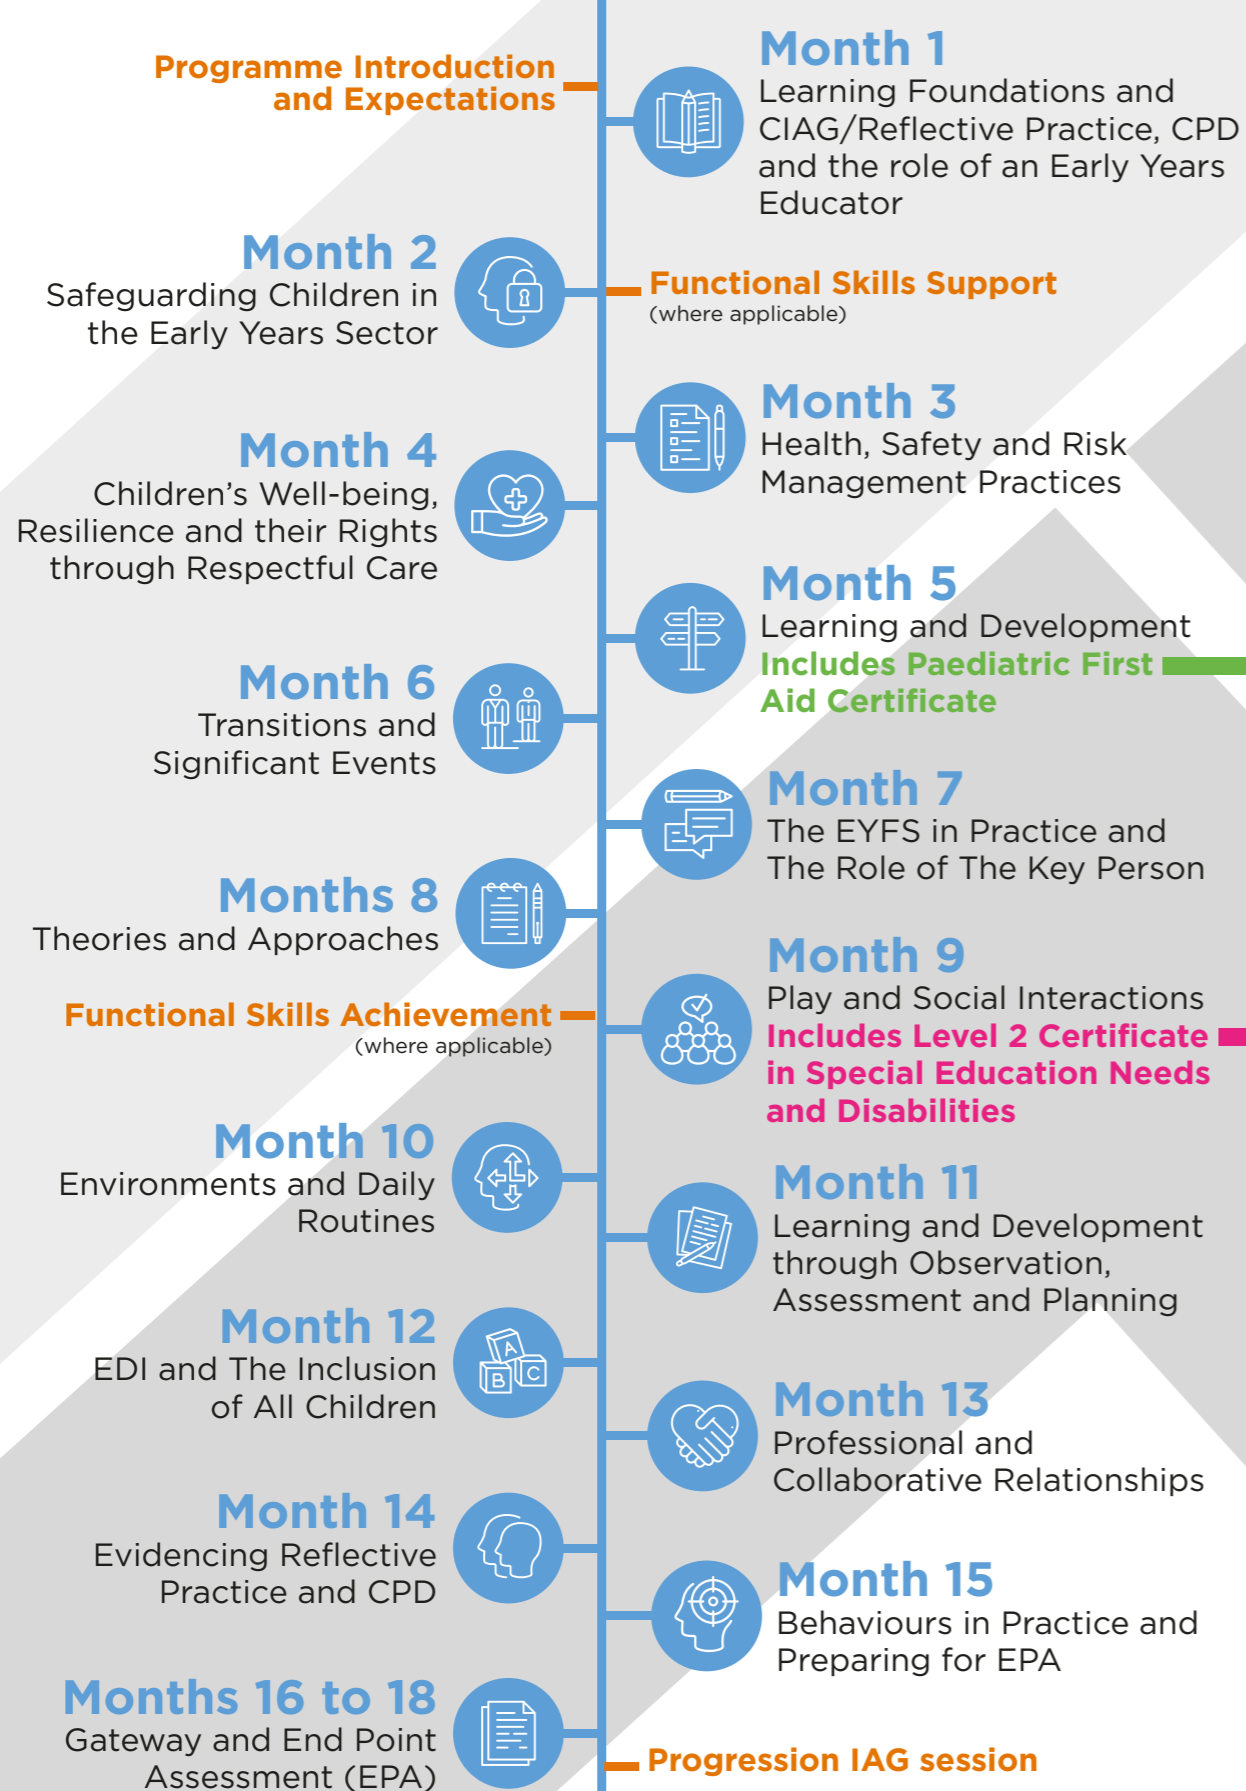 Programme Introduction
and Expectations
Month 1
Learning Foundations and
CIAG/Reflective Practice, CPD
and the role of an Early Years
Educator
Month 2
Safeguarding Children in
the Early Years Sector
Functional Skills Support
(where applicable)
Month 3
Health, Safety and Risk
Management Practices
Month 4
Children's Well-being,
Resilience and their Rights
through Respectful Care
Month 5
Learning and Development
Includes Paediatric First
Aid Certificate
Month 6
Transitions and
Significant Events
Month 7
The EYFS in Practice and
The Role of The Key Person
Months 8
Theories and Approaches
Month 9
Play and Social Interactions
Includes Level 2 Certificate
in Special Education Needs
and Disabilities
Functional Skills Achievement
(where applicable)
Month 10
Environments and Daily
Routines
Month 11
Learning and Development
through Observation,
Assessment and Planning
Month 12
EDI and The Inclusion
of All Children
A
B C
Month 13
Professional and
Collaborative Relationships
Month 14
Evidencing Reflective
Practice and CPD
Month 15
Behaviours in Practice and
Preparing for EPA
Months 16 to 18
Gateway and End Point
Assessment (EPA)
Progression IAG session